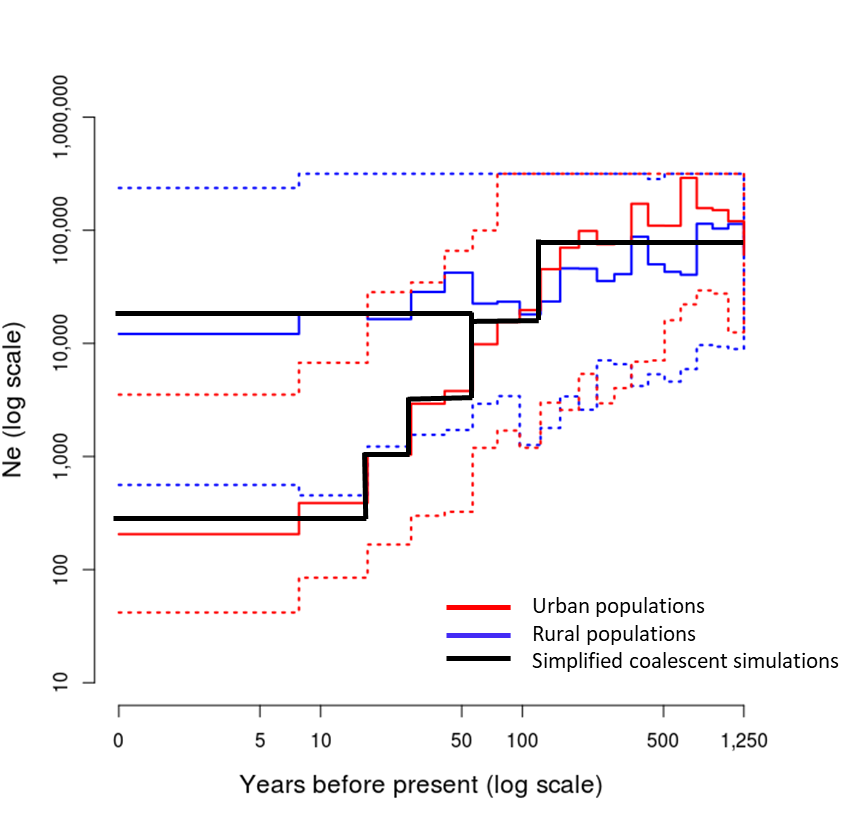 Ne (log scale)
1,000,000
100,000
10,000
1,000
100
10
Urban populations
Rural populations
Simplified coalescent simulations
0 5 10 50 100 500 1,250
Years before present (log scale)